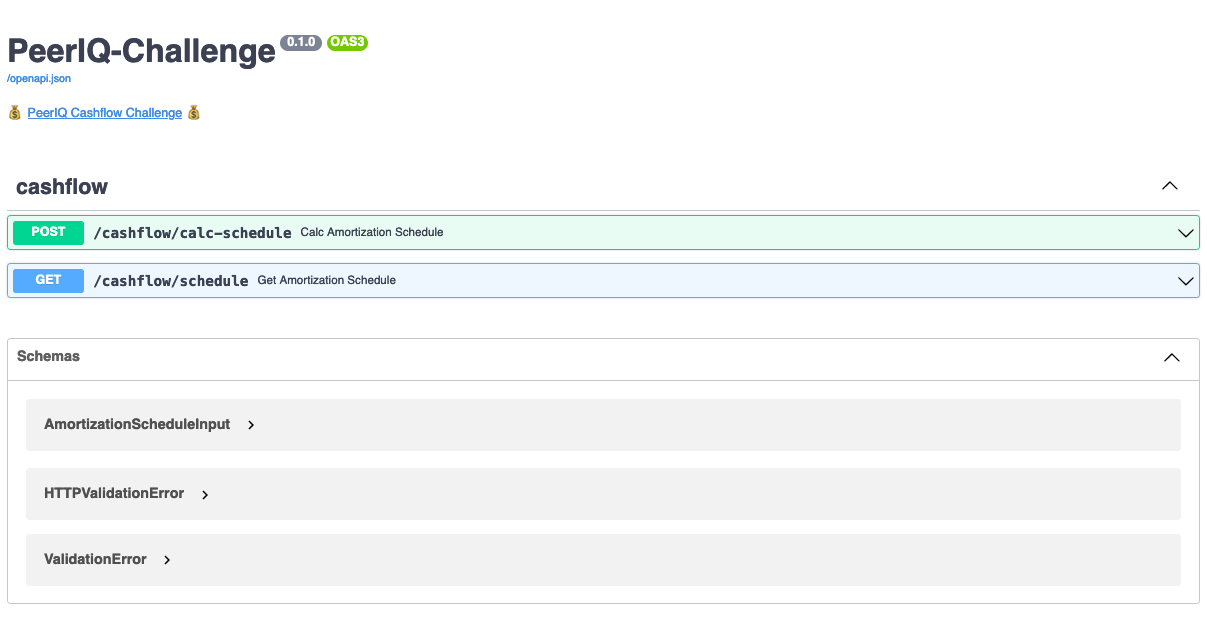 PeerIQ-Challenge 0.1.0 OAS3
/openapi.json
💰 PeerIQ Cashflow Challenge 💰
cashflow
POST /cashflow/calc-schedule Calc Amortization Schedule
GET /cashflow/schedule Get Amortization Schedule
Schemas
AmortizationScheduleInput
HTTPValidationError
ValidationError